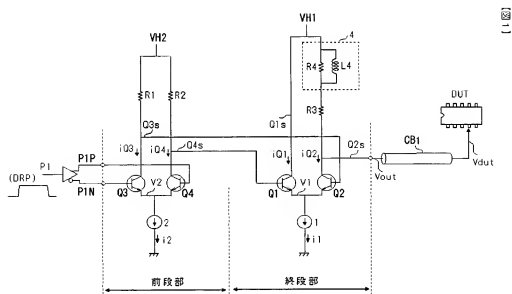 【図1】
VH2
VH1
4
R4
L4
R1
R2
R3
DUT
Q3s
Q1s
Q4s
Q2s
CB1
iQ3
iQ4
iQ1
iQ2
P1
P1P
P1N
(DRP)
Q3
V2
Q4
Q1
V1
Q2
Vout
Vdut
2
1
i2
i1
前段部
終段部